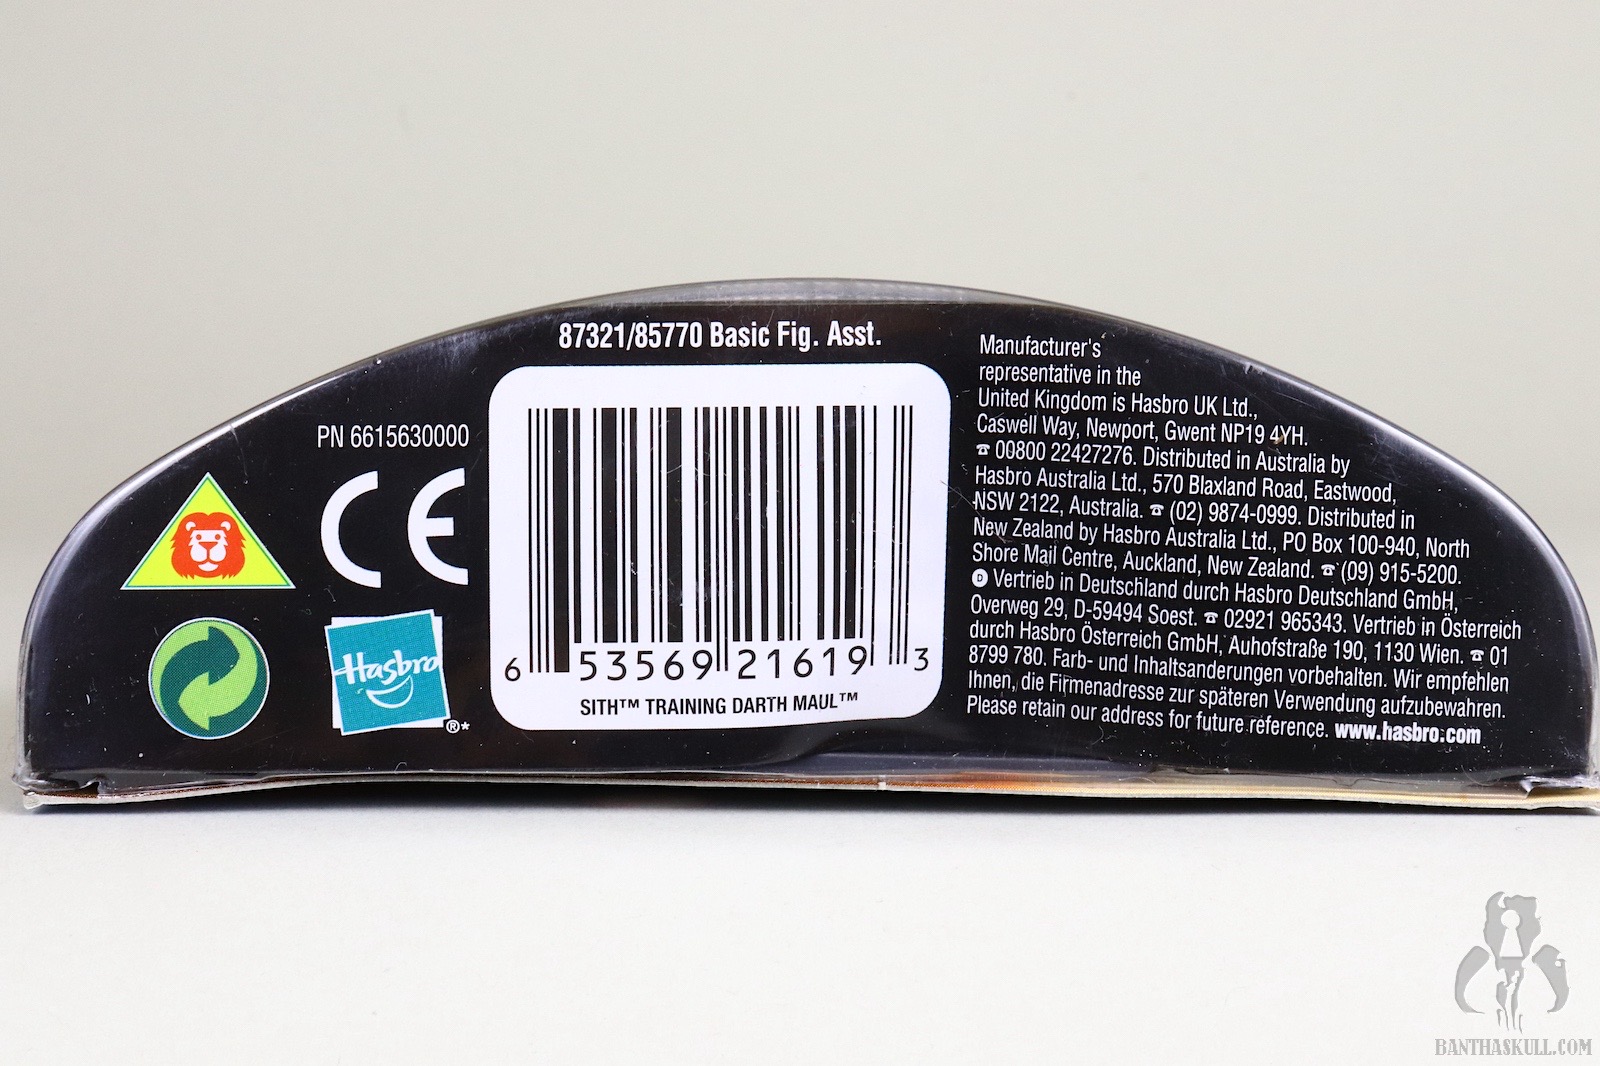 87321/85770 Basic Fig. Asst.
PN 6615630000
CE
Hasbro
®*
6 53569 21619 3
SITH™ TRAINING DARTH MAUL™
Manufacturer's
representative in the
United Kingdom is Hasbro UK Ltd.,
Caswell Way, Newport, Gwent NP19 4YH.
☎ 00800 22427276. Distributed in Australia by
Hasbro Australia Ltd., 570 Blaxland Road, Eastwood,
NSW 2122, Australia. ☎ (02) 9874-0999. Distributed in
New Zealand by Hasbro Australia Ltd., PO Box 100-940, North
Shore Mail Centre, Auckland, New Zealand. ☎ (09) 915-5200.
D Vertrieb in Deutschland durch Hasbro Deutschland GmbH,
Overweg 29, D-59494 Soest. ☎ 02921 965343. Vertrieb in Österreich
durch Hasbro Österreich GmbH, Auhofstraße 190, 1130 Wien. ☎ 01
8799 780. Farb- und Inhaltsanderungen vorbehalten. Wir empfehlen
Ihnen, die Firmenadresse zur späteren Verwendung aufzubewahren.
Please retain our address for future reference. www.hasbro.com
BANTHASKULL.COM